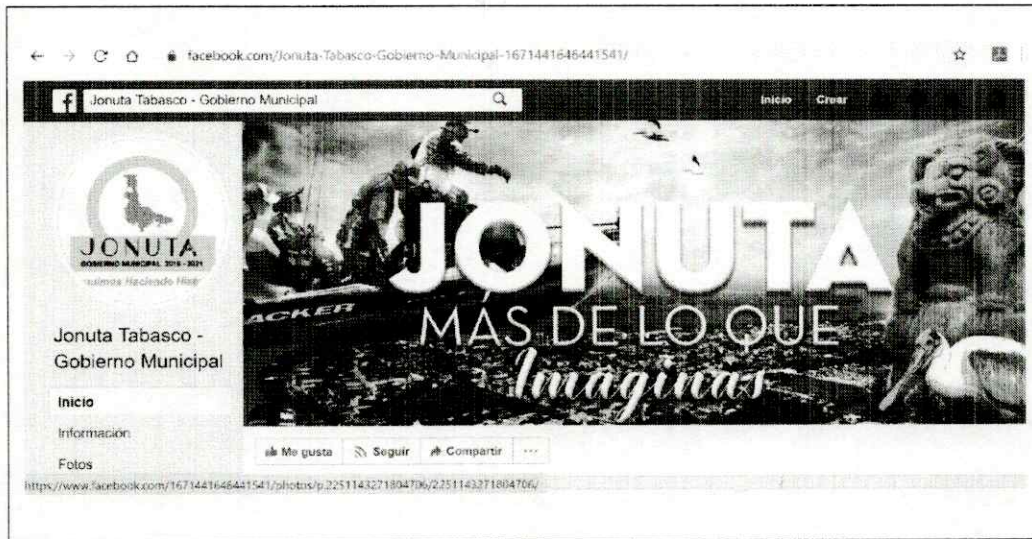 facebook.com/Jonuta-Tabasco-Gobierno-Municipal-1671441646441541/
f Jonuta Tabasco - Gobierno Municipal
Inicio Crear
JONUTA
GOBIERNO MUNICIPAL 2018 - 2021
JONUTA
MÁS DE LO QUE
Imaginas
ACKER
Jonuta Tabasco -
Gobierno Municipal
Inicio
Información
Fotos
Me gusta Seguir Compartir ...
https://www.facebook.com/1671441646441541/photos/p.2251143271804706/2251143271804706/